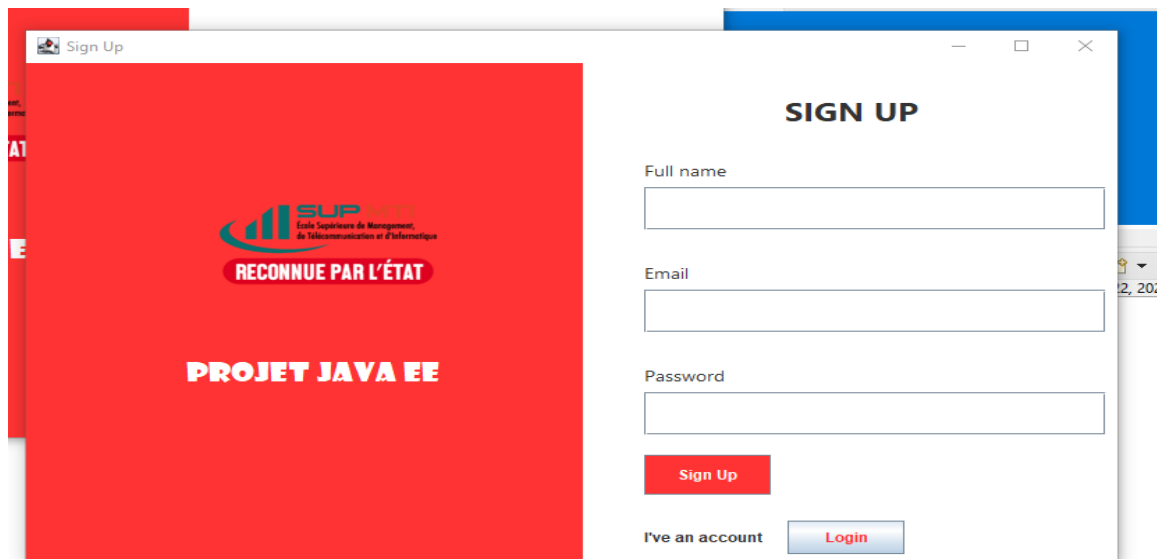 Sign Up
SUP MTI
École Supérieure de Management,
de Télécommunication et d'Informatique
RECONNUE PAR L'ÉTAT
PROJET JAVA EE
SIGN UP
Full name
Email
Password
Sign Up
I've an account
Login